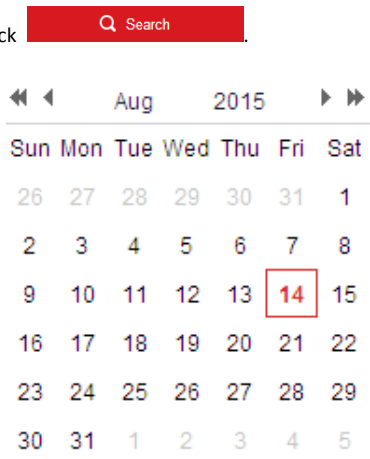 ck Search.
Aug 2015
Sun Mon Tue Wed Thu Fri Sat
26 27 28 29 30 31 1
2 3 4 5 6 7 8
9 10 11 12 13 14 15
16 17 18 19 20 21 22
23 24 25 26 27 28 29
30 31 1 2 3 4 5